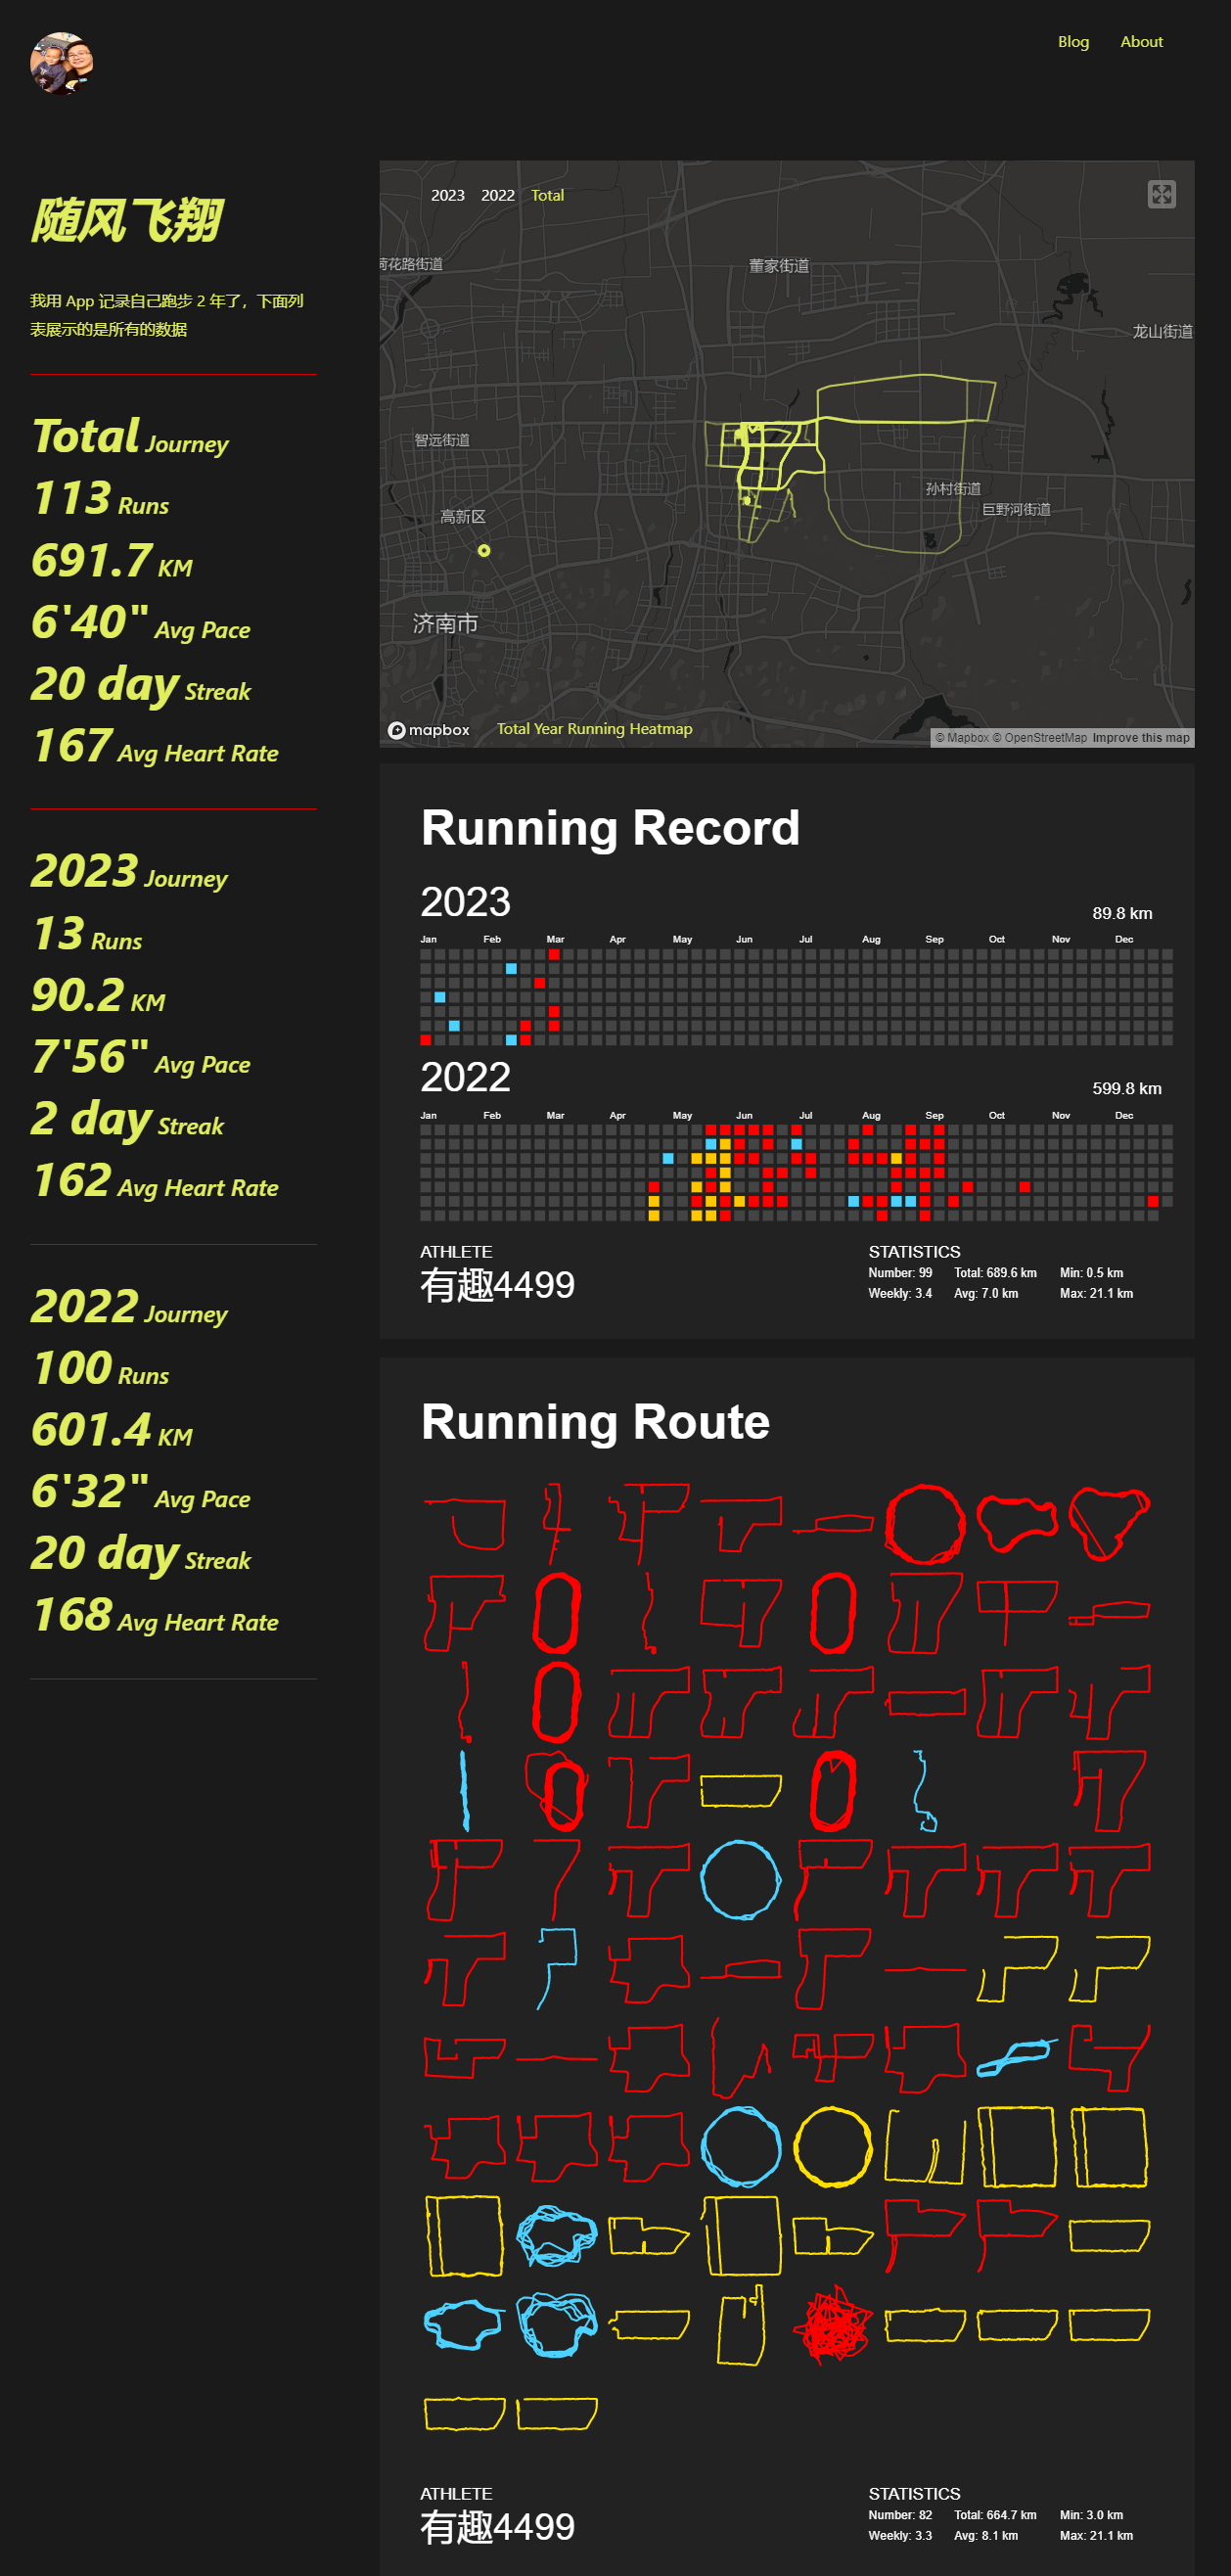 Blog About
随风飞翔
我用 App 记录自己跑步 2 年了，下面列
表展示的是所有的数据
Total Journey
113 Runs
691.7 KM
6'40" Avg Pace
20 day Streak
167 Avg Heart Rate
2023 Journey
13 Runs
90.2 KM
7'56" Avg Pace
2 day Streak
162 Avg Heart Rate
2022 Journey
100 Runs
601.4 KM
6'32" Avg Pace
20 day Streak
168 Avg Heart Rate
2023 2022 Total
荷花路街道
董家街道
龙山街道
智远街道
孙村街道
巨野河街道
高新区
济南市
mapbox
Total Year Running Heatmap
© Mapbox © OpenStreetMap Improve this map
Running Record
2023
89.8 km
Jan Feb Mar Apr May Jun Jul Aug Sep Oct Nov Dec
2022
599.8 km
Jan Feb Mar Apr May Jun Jul Aug Sep Oct Nov Dec
ATHLETE
有趣4499
STATISTICS
Number: 99 Total: 689.6 km Min: 0.5 km
Weekly: 3.4 Avg: 7.0 km Max: 21.1 km
Running Route
ATHLETE
有趣4499
STATISTICS
Number: 82 Total: 664.7 km Min: 3.0 km
Weekly: 3.3 Avg: 8.1 km Max: 21.1 km